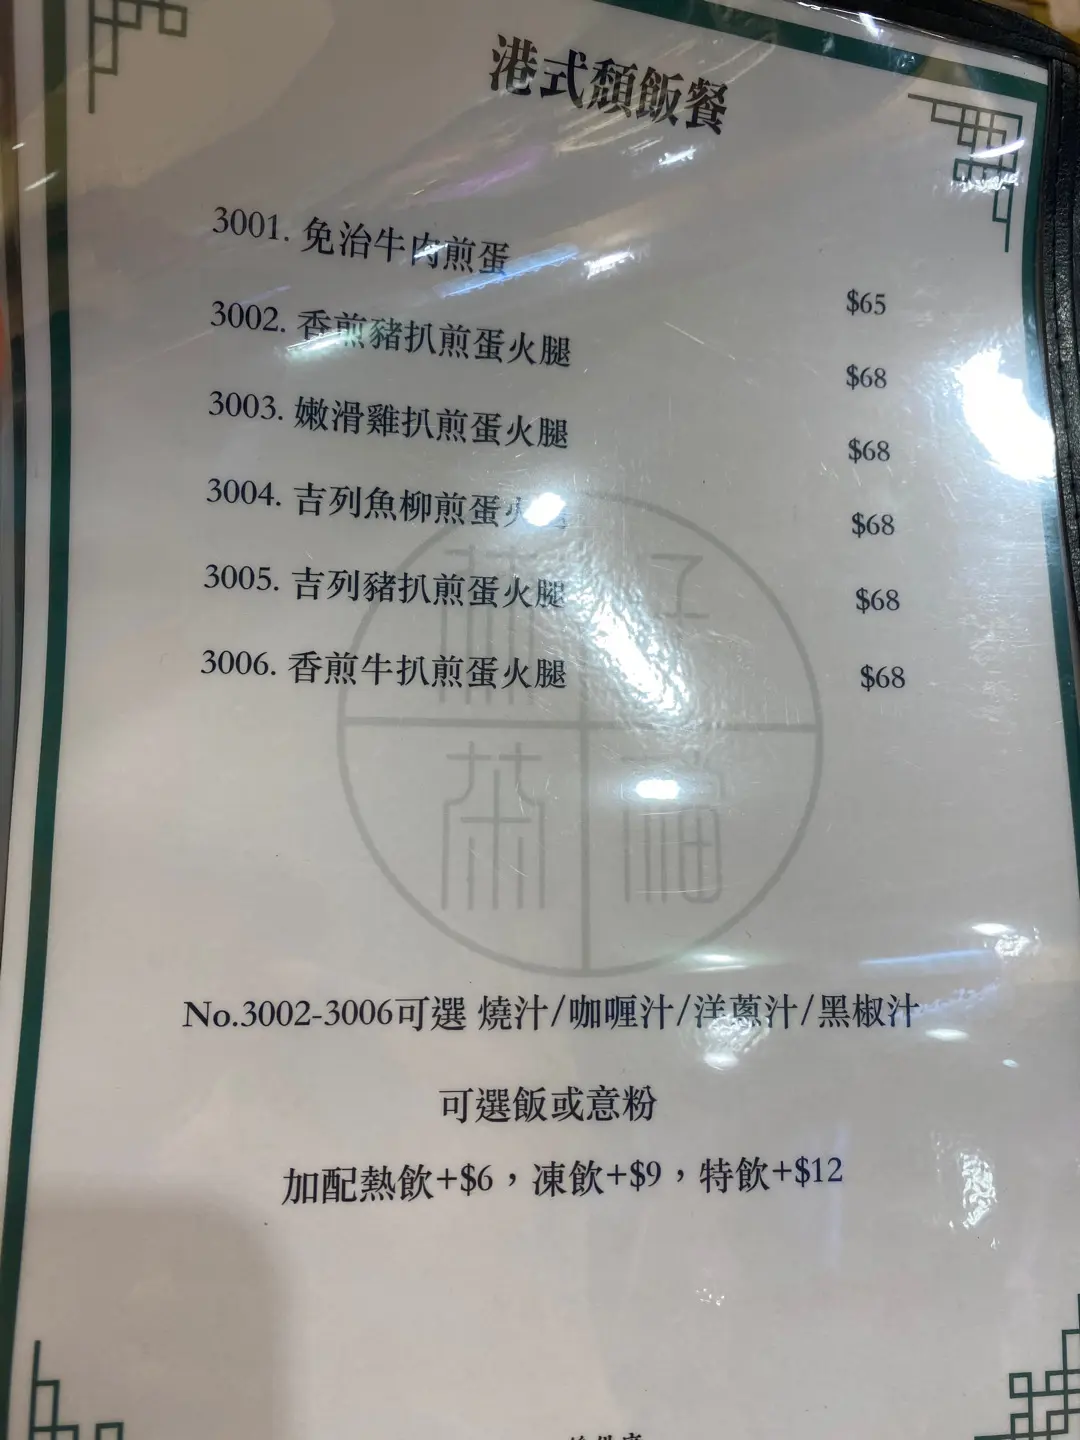 港式頹飯餐
3001. 免治牛肉煎蛋 $65
3002. 香煎豬扒煎蛋火腿 $68
3003. 嫩滑雞扒煎蛋火腿 $68
3004. 吉列魚柳煎蛋火 $68
3005. 吉列豬扒煎蛋火腿 $68
3006. 香煎牛扒煎蛋火腿 $68
No.3002-3006可選 燒汁/咖喱汁/洋蔥汁/黑椒汁
可選飯或意粉
加配熱飲+$6，凍飲+$9，特飲+$12